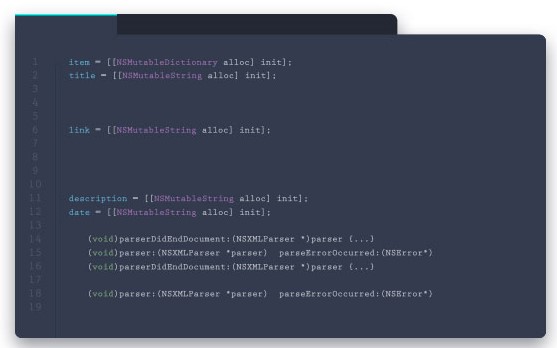 1 item = [[NSMutableDictionary alloc] init];
2 title = [[NSMutableString alloc] init];
3
4
5
6 link = [[NSMutableString alloc] init];
7
8
9
10
11 description = [[NSMutableString alloc] init];
12 date = [[NSMutableString alloc] init];
13
14 (void)parserDidEndDocument:(NSXMLParser *)parser {...}
15 (void)parser:(NSXMLParser *parser) parseErrorOccurred:(NSError*)
16 (void)parserDidEndDocument:(NSXMLParser *)parser {...}
17
18 (void)parser:(NSXMLParser *parser) parseErrorOccurred:(NSError*)
19